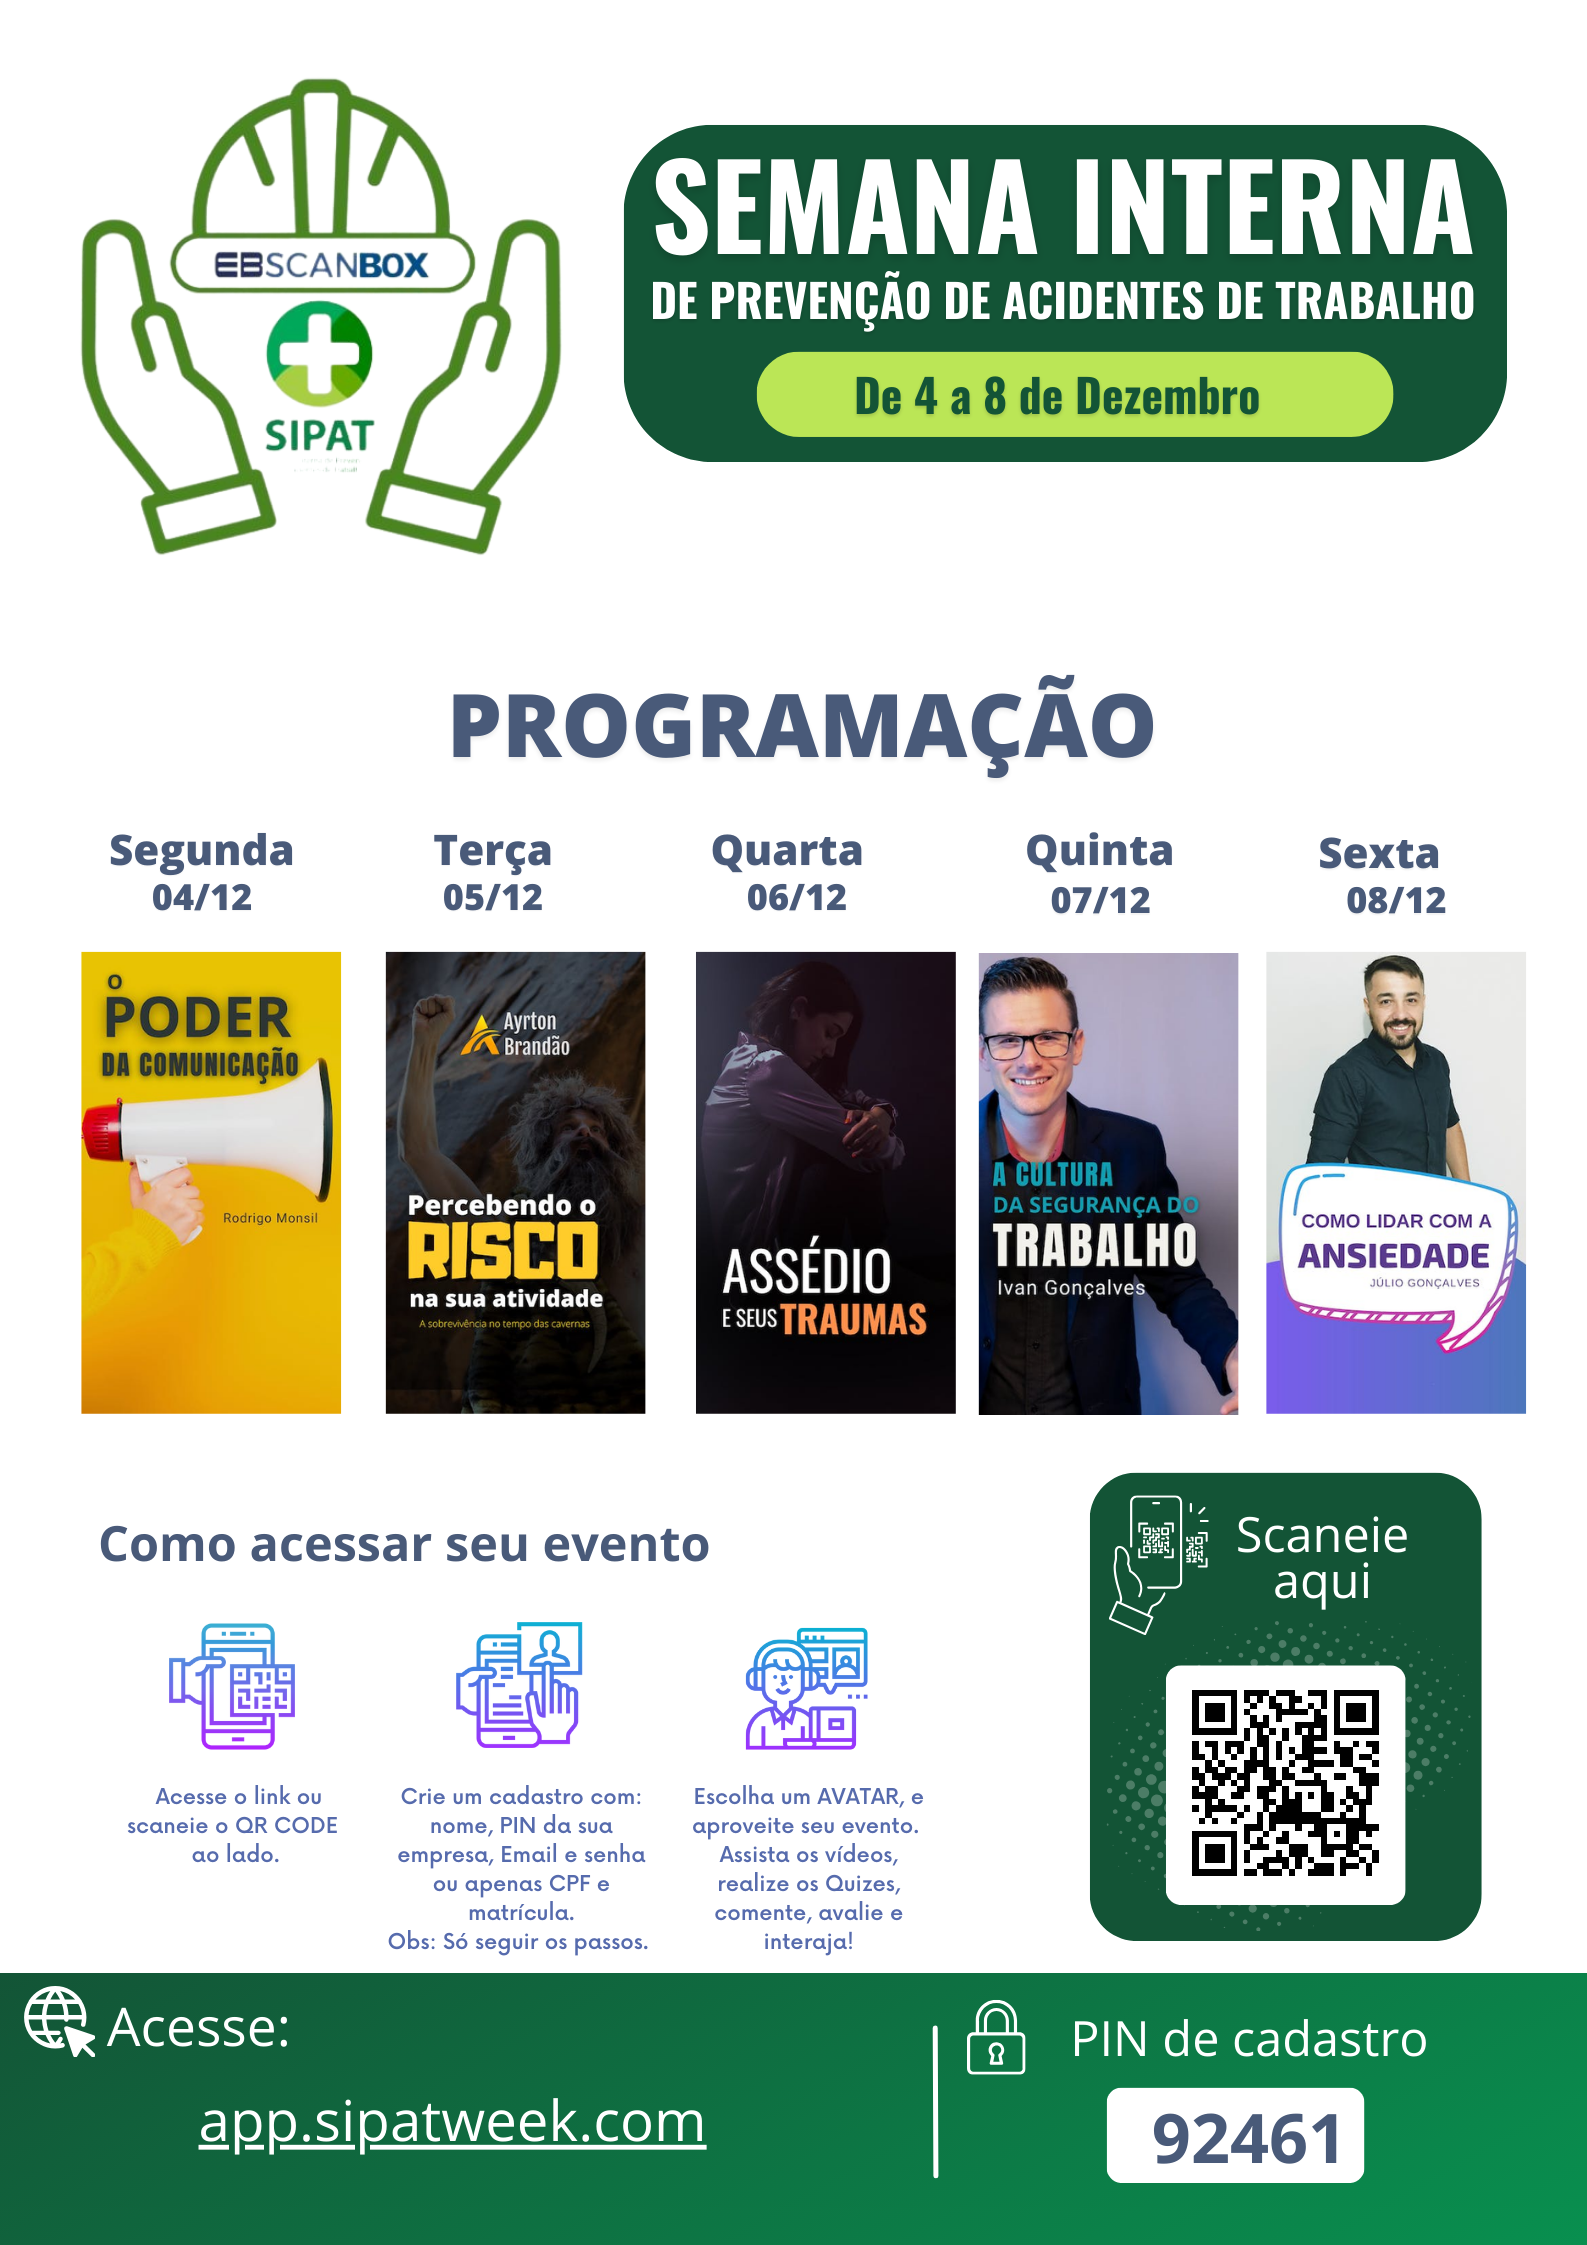 EBSCANBOX
SIPAT
SEMANA INTERNA
DE PREVENÇÃO DE ACIDENTES DE TRABALHO
De 4 a 8 de Dezembro
PROGRAMAÇÃO
Segunda
04/12
Terça
05/12
Quarta
06/12
Quinta
07/12
Sexta
08/12
O
PODER
DA COMUNICAÇÃO
Rodrigo Monsil
Ayrton
Brandão
Percebendo o
RISCO
na sua atividade
A sobrevivência no tempo das cavernas
ASSÉDIO
E SEUS TRAUMAS
A CULTURA
DA SEGURANÇA DO
TRABALHO
Ivan Gonçalves
COMO LIDAR COM A
ANSIEDADE
JÚLIO GONÇALVES
Como acessar seu evento
Acesse o link ou
scaneie o QR CODE
ao lado.
Crie um cadastro com:
nome, PIN da sua
empresa, Email e senha
ou apenas CPF e
matrícula.
Obs: Só seguir os passos.
Escolha um AVATAR, e
aproveite seu evento.
Assista os vídeos,
realize os Quizes,
comente, avalie e
interaja!
Scaneie
aqui
Acesse:
app.sipatweek.com
PIN de cadastro
92461